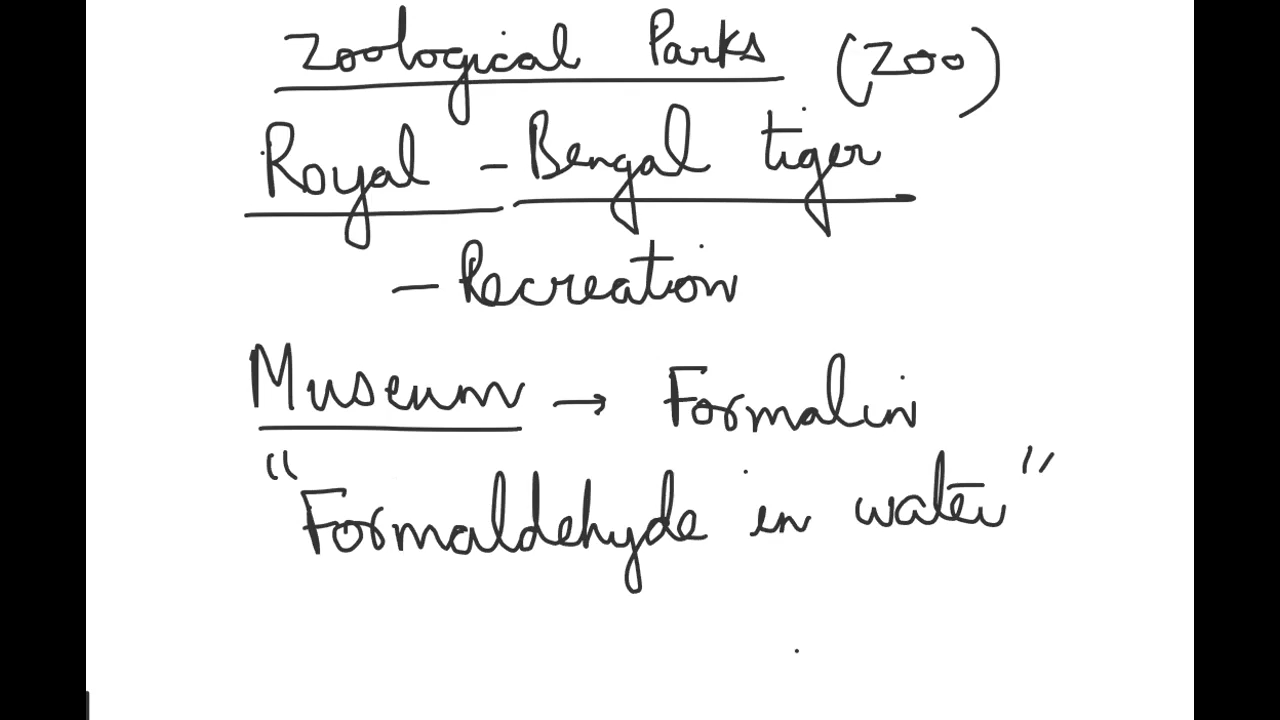 Zoological Parks (Zoo)
Royal - Bengal tiger
- Recreation
Museum → Formalin
"Formaldehyde in water"